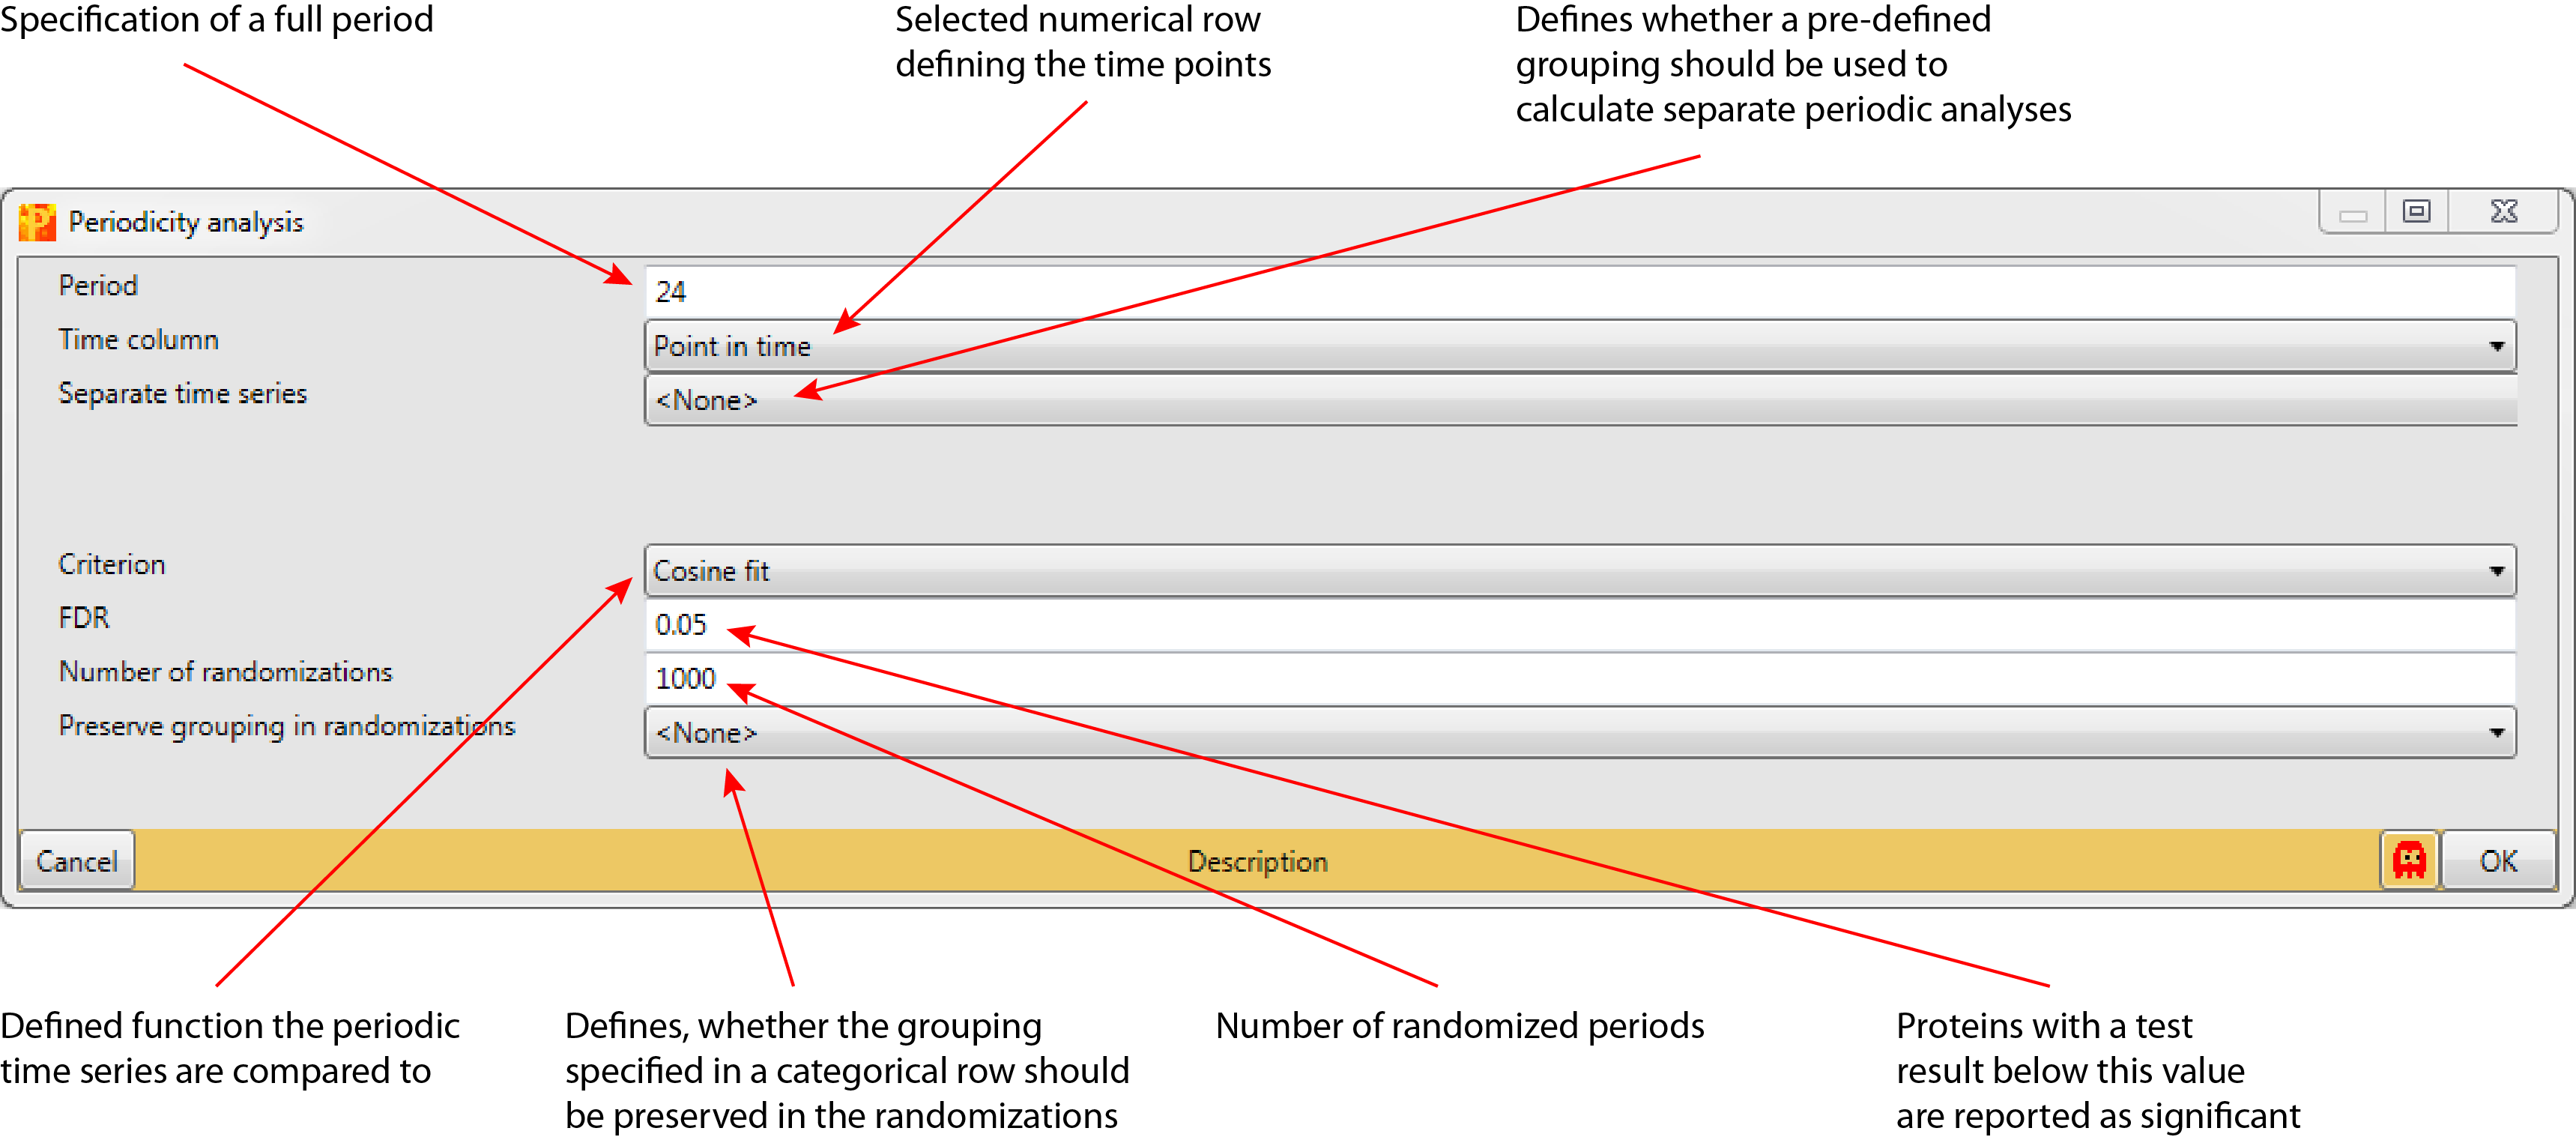 Specification of a full period
Selected numerical row
defining the time points
Defines whether a pre-defined
grouping should be used to
calculate separate periodic analyses
Periodicity analysis
Period
24
Time column
Point in time
Separate time series
<None>
Criterion
Cosine fit
FDR
0.05
Number of randomizations
1000
Preserve grouping in randomizations
<None>
Cancel
Description
OK
Defined function the periodic
time series are compared to
Defines, whether the grouping
specified in a categorical row should
be preserved in the randomizations
Number of randomized periods
Proteins with a test
result below this value
are reported as significant